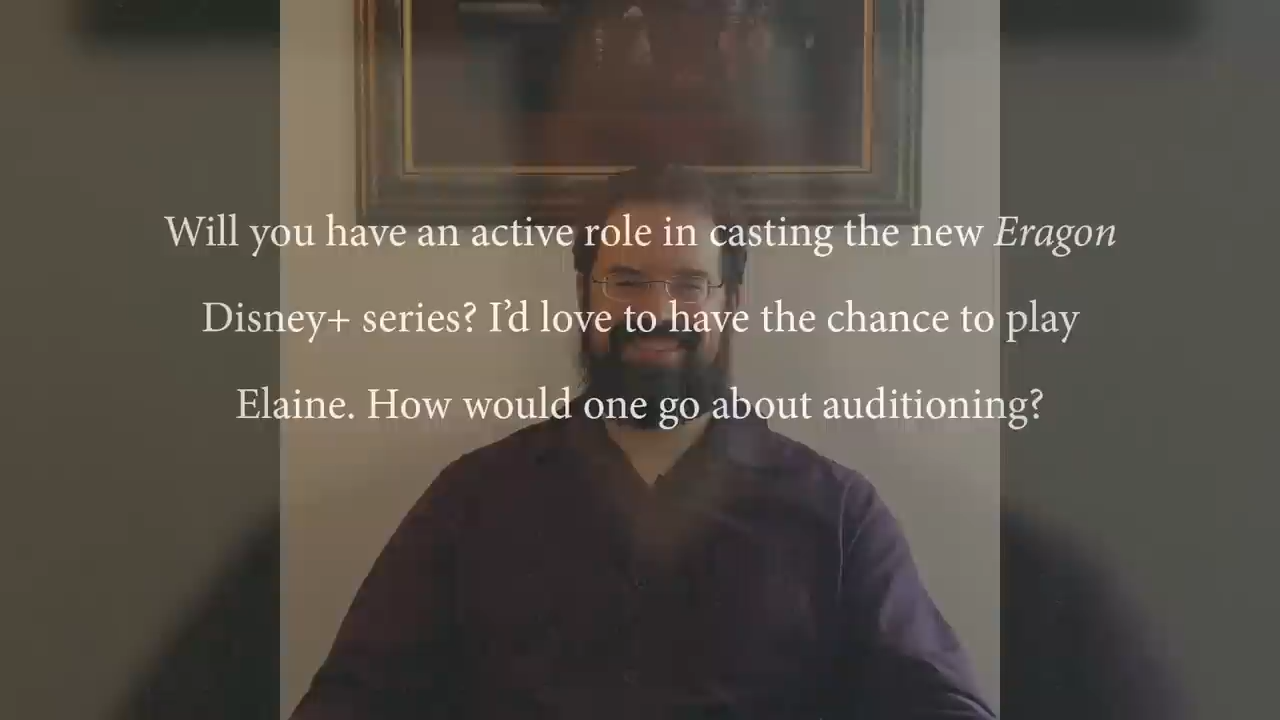 Will you have an active role in casting the new Eragon
Disney+ series? I’d love to have the chance to play
Elaine. How would one go about auditioning?